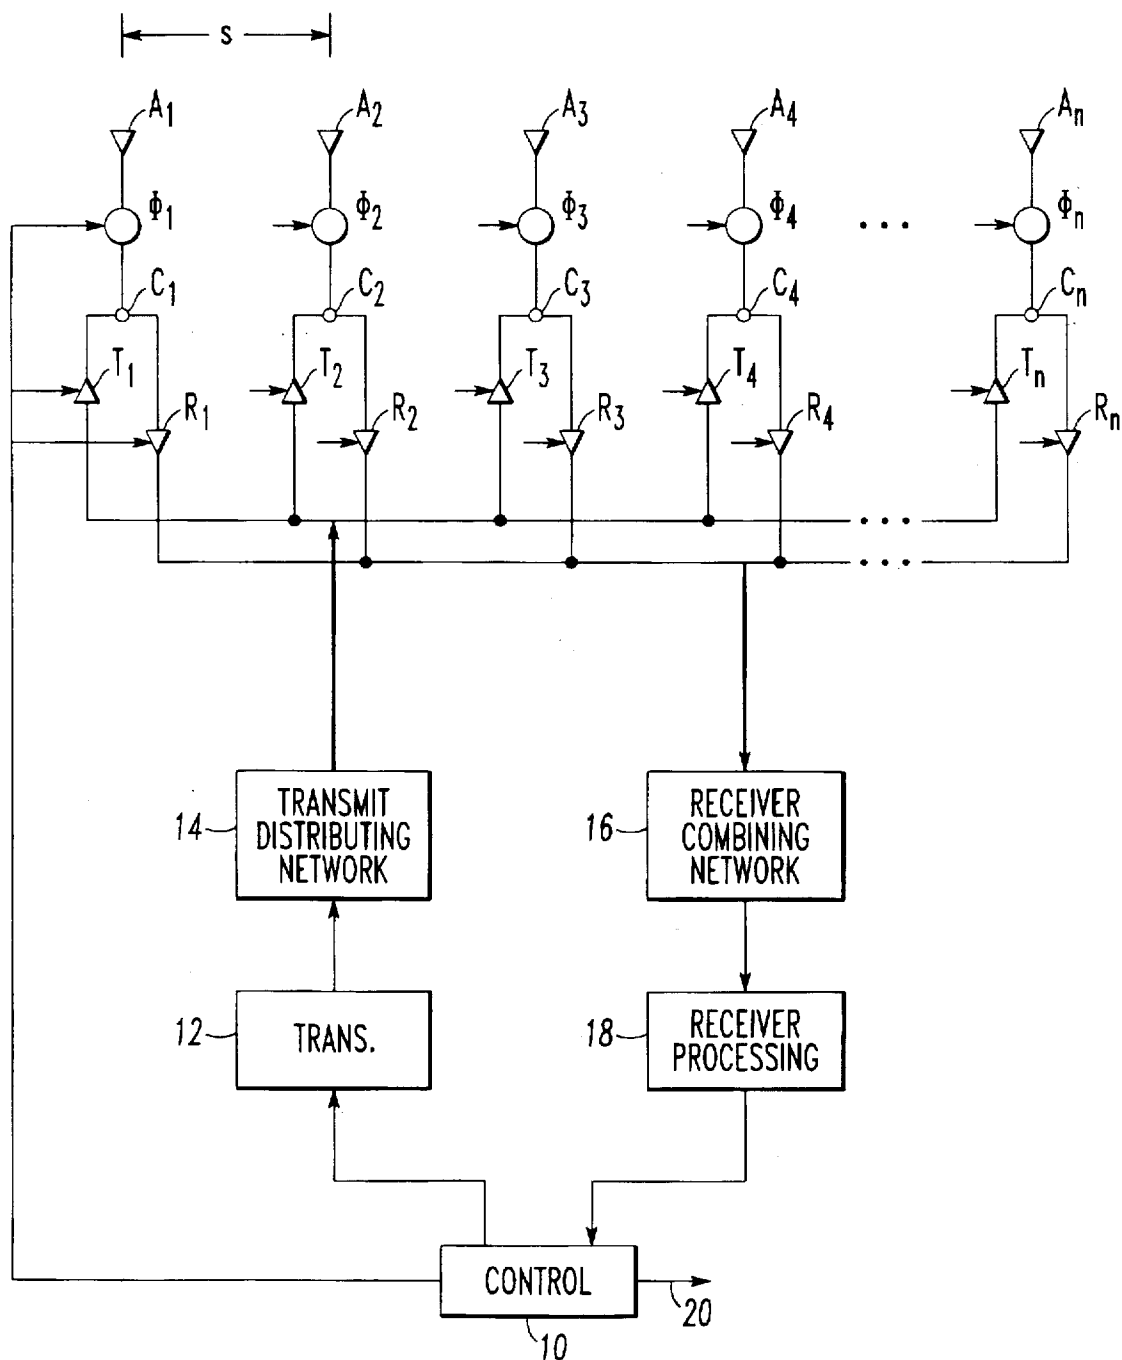 s
A1 A2 A3 A4 An
Φ1 Φ2 Φ3 Φ4 ... Φn
C1 C2 C3 C4 Cn
T1 T2 T3 T4 Tn
R1 R2 R3 R4 Rn
...
...
14 TRANSMIT
DISTRIBUTING
NETWORK
16 RECEIVER
COMBINING
NETWORK
12 TRANS.
18 RECEIVER
PROCESSING
CONTROL
20
10